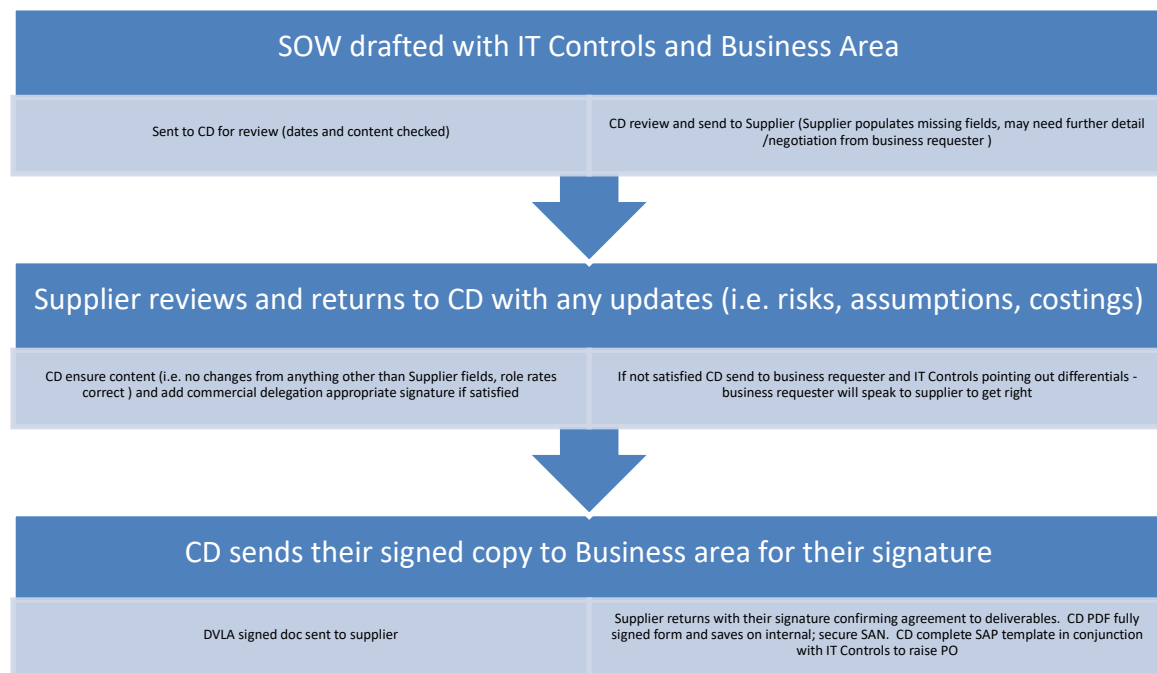 SOW drafted with IT Controls and Business Area
Sent to CD for review (dates and content checked)
CD review and send to Supplier (Supplier populates missing fields, may need further detail
/negotiation from business requester )
Supplier reviews and returns to CD with any updates (i.e. risks, assumptions, costings)
CD ensure content (i.e. no changes from anything other than Supplier fields, role rates
correct ) and add commercial delegation appropriate signature if satisfied
If not satisfied CD send to business requester and IT Controls pointing out differentials -
business requester will speak to supplier to get right
CD sends their signed copy to Business area for their signature
DVLA signed doc sent to supplier
Supplier returns with their signature confirming agreement to deliverables.  CD PDF fully
signed form and saves on internal; secure SAN.  CD complete SAP template in conjunction
with IT Controls to raise PO